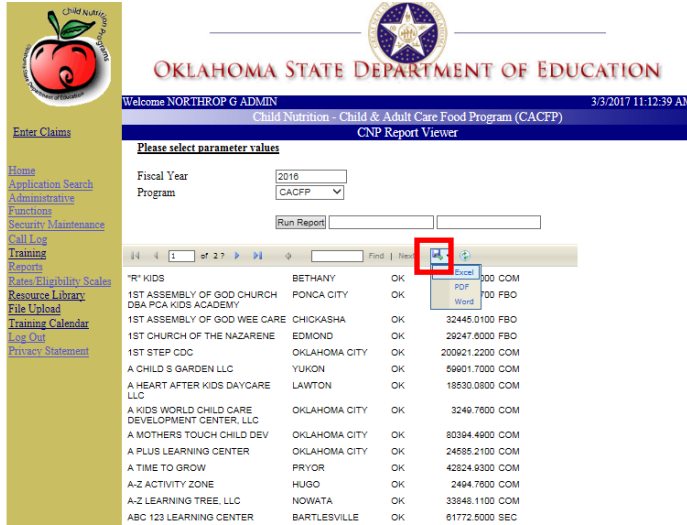 Child Nutrition Programs
OKLAHOMA STATE DEPARTMENT OF EDUCATION
Welcome NORTHROP G ADMIN 3/3/2017 11:12:39 AM
Child Nutrition - Child & Adult Care Food Program (CACFP)
CNP Report Viewer
Enter Claims
Home
Application Search
Administrative
Functions
Security Maintenance
Call Log
Training
Reports
Rates/Eligibility Scales
Resource Library
File Upload
Training Calendar
Log Out
Privacy Statement
Please select parameter values
Fiscal Year 2016
Program CACFP
Run Report
1 of 2 ? Find | Next
Excel
PDF
Word
"R" KIDS BETHANY OK 000 COM
1ST ASSEMBLY OF GOD CHURCH PONCA CITY OK 700 FBO
DBA PCA KIDS ACADEMY
1ST ASSEMBLY OF GOD WEE CARE CHICKASHA OK 32445.0100 FBO
1ST CHURCH OF THE NAZARENE EDMOND OK 29247.6000 FBO
1ST STEP CDC OKLAHOMA CITY OK 200921.2200 COM
A CHILD S GARDEN LLC YUKON OK 59901.7000 COM
A HEART AFTER KIDS DAYCARE LAWTON OK 18530.0800 COM
LLC
A KIDS WORLD CHILD CARE OKLAHOMA CITY OK 3249.7600 COM
DEVELOPMENT CENTER, LLC
A MOTHERS TOUCH CHILD DEV OKLAHOMA CITY OK 80394.4900 COM
A PLUS LEARNING CENTER OKLAHOMA CITY OK 24585.2100 COM
A TIME TO GROW PRYOR OK 42824.9300 COM
A-Z ACTIVITY ZONE HUGO OK 2494.7600 COM
A-Z LEARNING TREE, LLC NOWATA OK 33848.1100 COM
ABC 123 LEARNING CENTER BARTLESVILLE OK 61772.5000 SEC